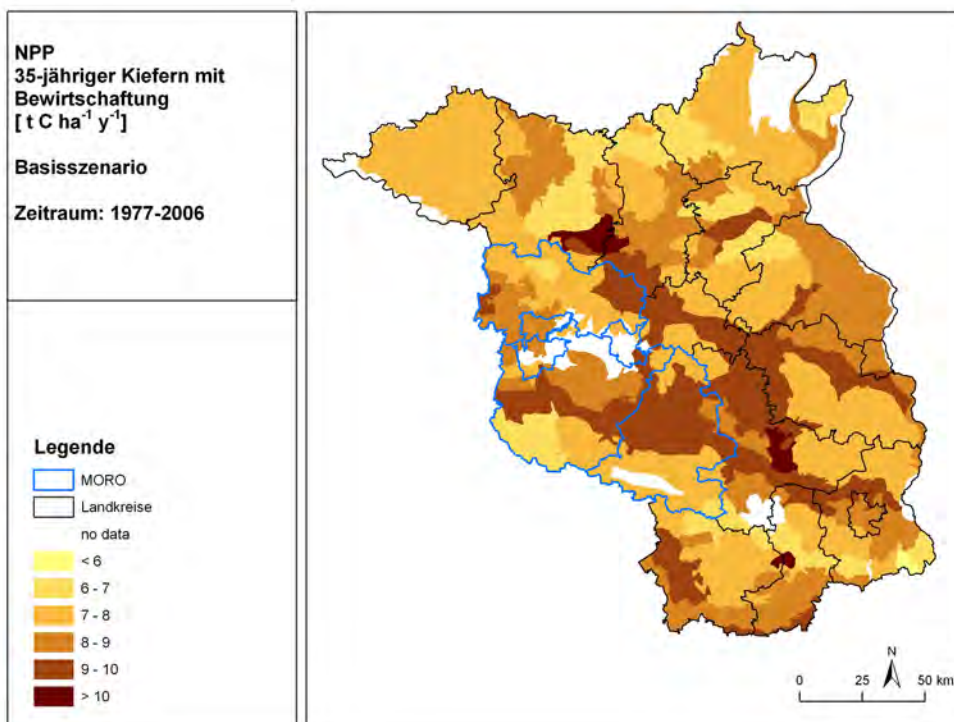 NPP
35-jähriger Kiefern mit
Bewirtschaftung
[ t C ha⁻¹ y⁻¹]
Basisszenario
Zeitraum: 1977-2006
Legende
MORO
Landkreise
no data
< 6
6 - 7
7 - 8
8 - 9
9 - 10
> 10
N
0 25 50 km